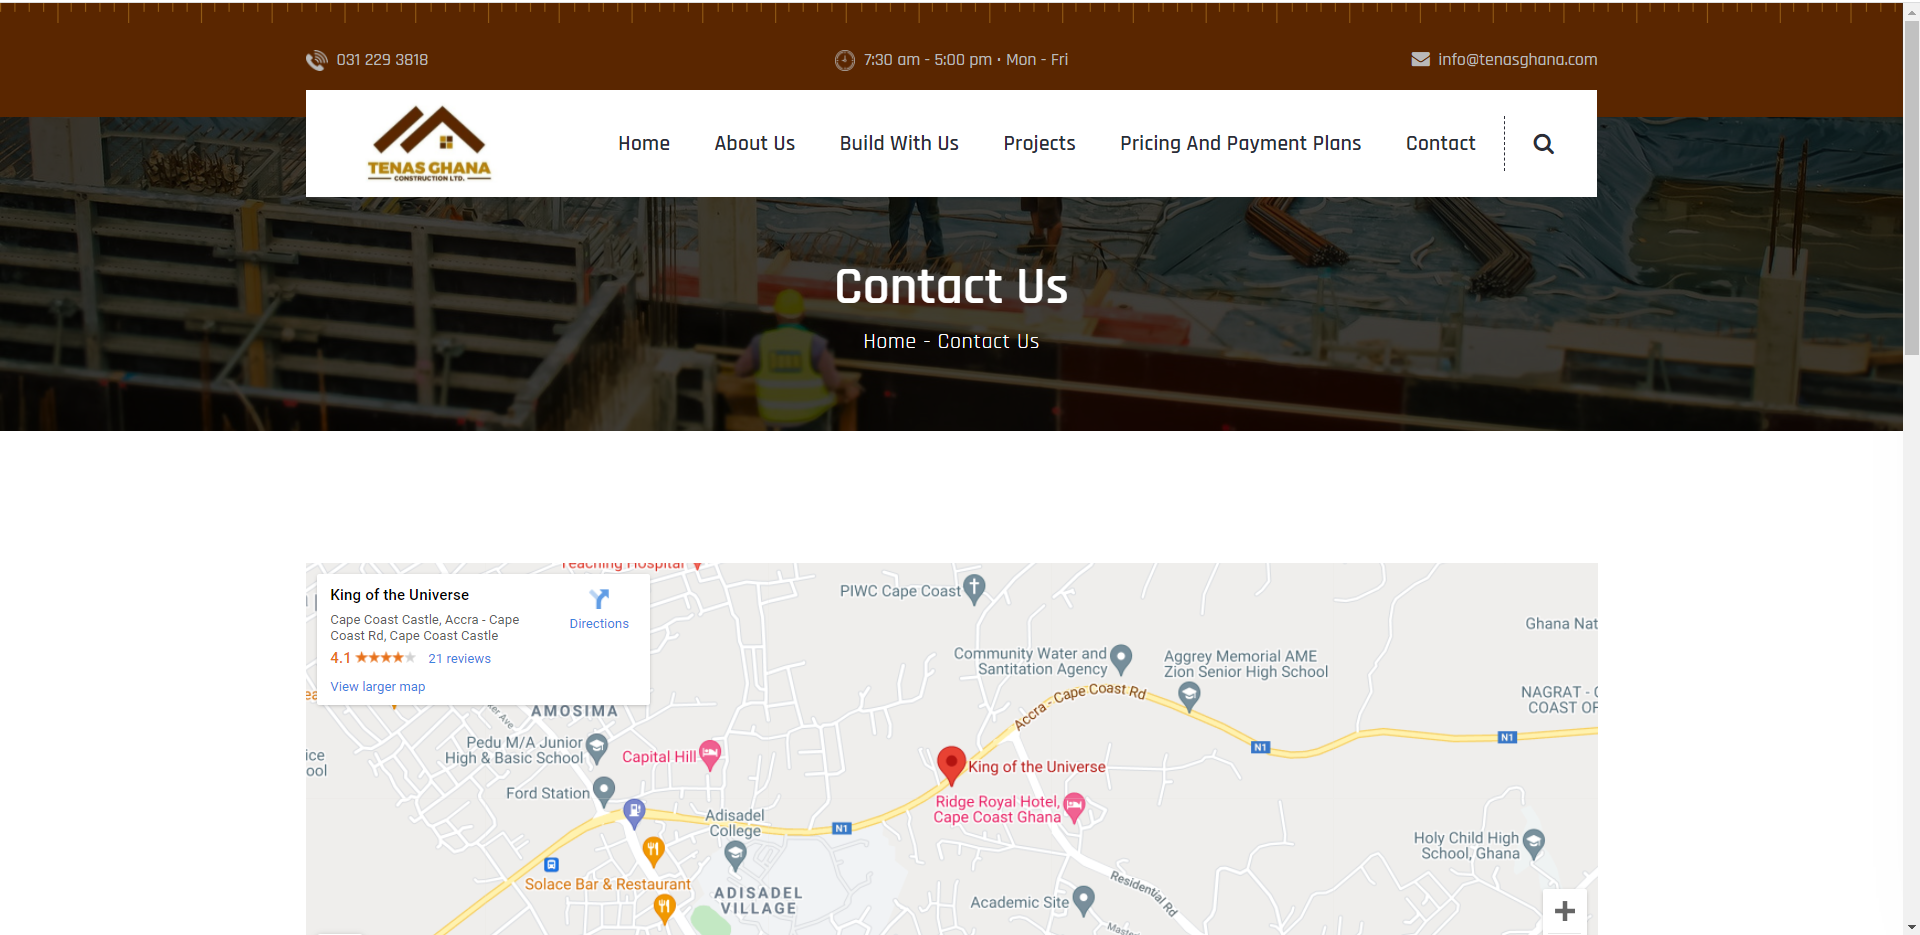 031 229 3818
7:30 am - 5:00 pm · Mon - Fri
info@tenasghana.com
TENAS GHANA
CONSTRUCTION LTD.
Home
About Us
Build With Us
Projects
Pricing And Payment Plans
Contact
Contact Us
Home - Contact Us
Teaching Hospital
King of the Universe
Cape Coast Castle, Accra - Cape
Coast Rd, Cape Coast Castle
Directions
4.1
21 reviews
View larger map
PIWC Cape Coast
Ghana Nat
Community Water and
Santitation Agency
Aggrey Memorial AME
Zion Senior High School
Accra - Cape Coast Rd
NAGRAT - C
COAST OF
AMOSIMA
Pedu M/A Junior
High & Basic School
Capital Hill
ice
ool
N1
N1
King of the Universe
Ford Station
Ridge Royal Hotel,
Cape Coast Ghana
Adisadel
College
N1
Holy Child High
School, Ghana
Solace Bar & Restaurant
ADISADEL
VILLAGE
Residential Rd
Academic Site